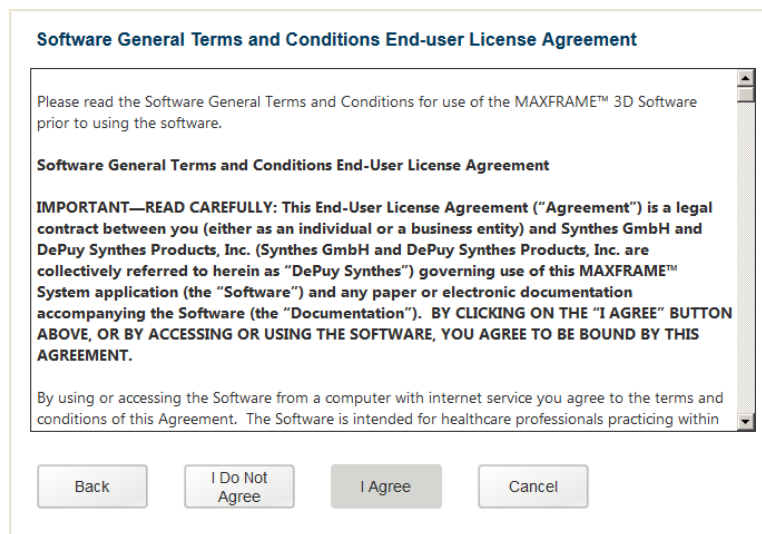 Software General Terms and Conditions End-user License Agreement
Please read the Software General Terms and Conditions for use of the MAXFRAME™ 3D Software
prior to using the software.
Software General Terms and Conditions End-User License Agreement
IMPORTANT—READ CAREFULLY: This End-User License Agreement (“Agreement”) is a legal
contract between you (either as an individual or a business entity) and Synthes GmbH and
DePuy Synthes Products, Inc. (Synthes GmbH and DePuy Synthes Products, Inc. are
collectively referred to herein as “DePuy Synthes”) governing use of this MAXFRAME™
System application (the “Software”) and any paper or electronic documentation
accompanying the Software (the “Documentation”).  BY CLICKING ON THE “I AGREE” BUTTON
ABOVE, OR BY ACCESSING OR USING THE SOFTWARE, YOU AGREE TO BE BOUND BY THIS
AGREEMENT.
By using or accessing the Software from a computer with internet service you agree to the terms and
conditions of this Agreement.  The Software is intended for healthcare professionals practicing within
Back
I Do Not
Agree
I Agree
Cancel